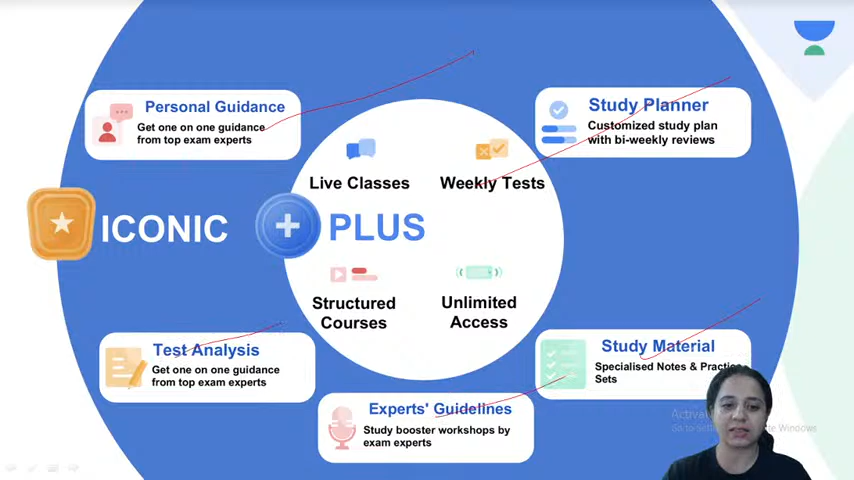 Personal Guidance
Get one on one guidance
from top exam experts
Study Planner
Customized study plan
with bi-weekly reviews
Live Classes
Weekly Tests
ICONIC
PLUS
Structured
Courses
Unlimited
Access
Test Analysis
Get one on one guidance
from top exam experts
Study Material
Specialised Notes & Practic
Sets
Experts' Guidelines
Study booster workshops by
exam experts